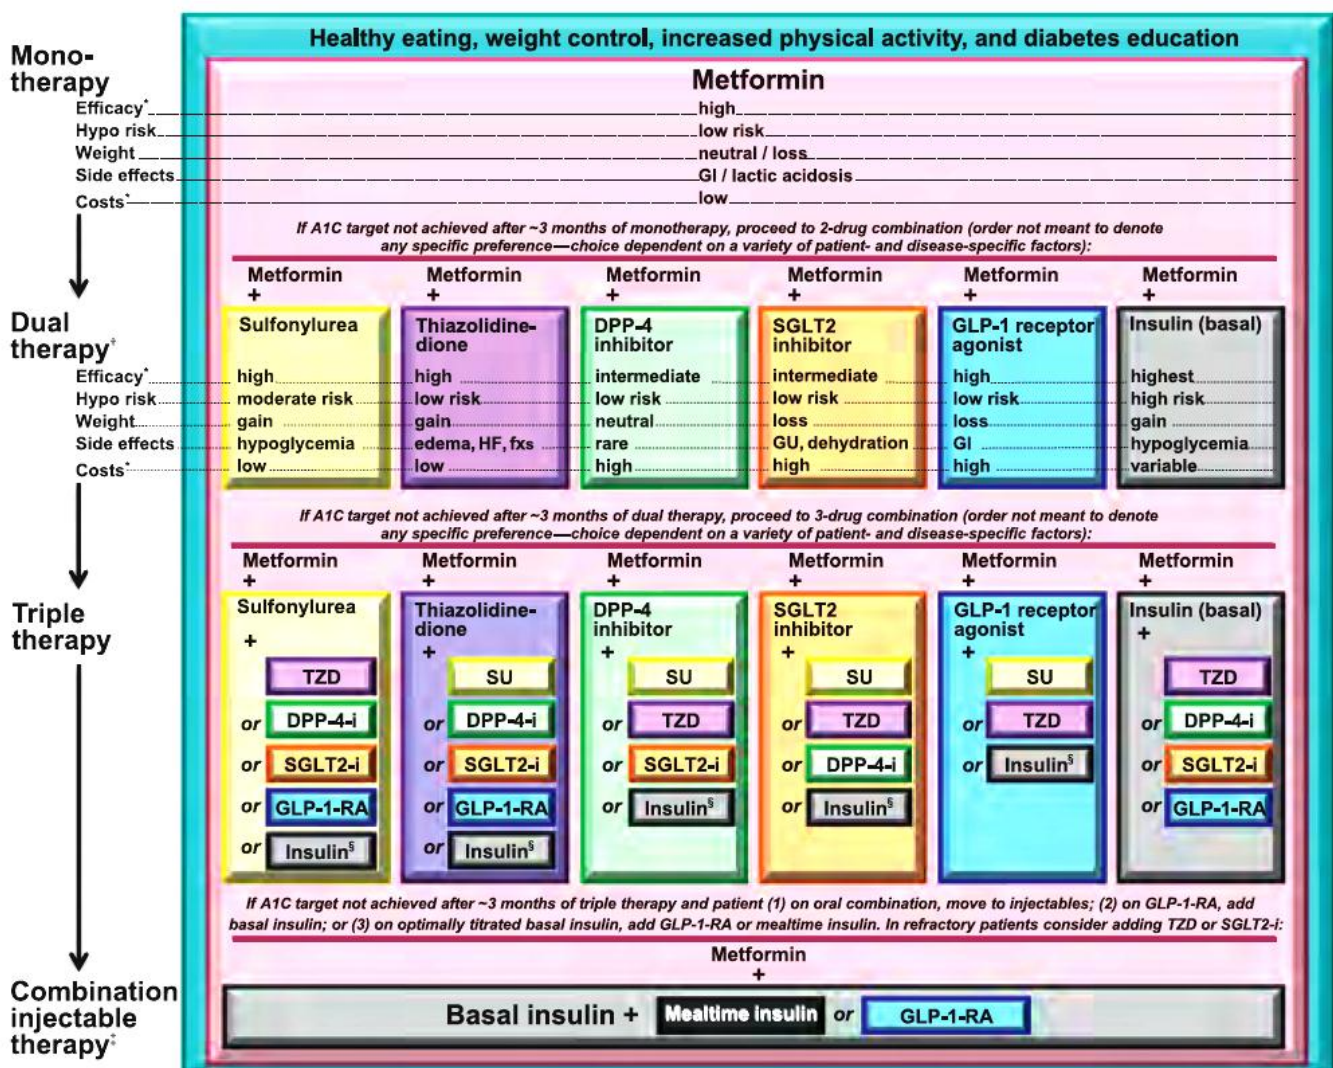 Healthy eating, weight control, increased physical activity, and diabetes education
Mono-
therapy
Metformin
Efficacy* high
Hypo risk low risk
Weight neutral / loss
Side effects GI / lactic acidosis
Costs* low
If A1C target not achieved after ~3 months of monotherapy, proceed to 2-drug combination (order not meant to denote
any specific preference—choice dependent on a variety of patient- and disease-specific factors):
Metformin Metformin Metformin Metformin Metformin Metformin
+ + + + + +
Dual
therapy†
Sulfonylurea Thiazolidine- DPP-4 SGLT2 GLP-1 receptor Insulin (basal)
dione inhibitor inhibitor agonist
Efficacy* high high intermediate intermediate high highest
Hypo risk moderate risk low risk low risk low risk low risk high risk
Weight gain gain neutral loss loss gain
Side effects hypoglycemia edema, HF, fxs rare GU, dehydration GI hypoglycemia
Costs* low low high high high variable
If A1C target not achieved after ~3 months of dual therapy, proceed to 3-drug combination (order not meant to denote
any specific preference—choice dependent on a variety of patient- and disease-specific factors):
Metformin Metformin Metformin Metformin Metformin Metformin
+ + + + + +
Triple
therapy
Sulfonylurea Thiazolidine- DPP-4 SGLT2 GLP-1 receptor Insulin (basal)
dione inhibitor inhibitor agonist
+ + + + + +
TZD SU SU SU SU TZD
or DPP-4-i or DPP-4-i or TZD or TZD or TZD or DPP-4-i
or SGLT2-i or SGLT2-i or SGLT2-i or DPP-4-i or Insulin§ or SGLT2-i
or GLP-1-RA or GLP-1-RA or Insulin§ or Insulin§ or GLP-1-RA
or Insulin§ or Insulin§
If A1C target not achieved after ~3 months of triple therapy and patient (1) on oral combination, move to injectables; (2) on GLP-1-RA, add
basal insulin; or (3) on optimally titrated basal insulin, add GLP-1-RA or mealtime insulin. In refractory patients consider adding TZD or SGLT2-i:
Metformin
+
Combination
injectable
therapy‡
Basal insulin + Mealtime insulin or GLP-1-RA